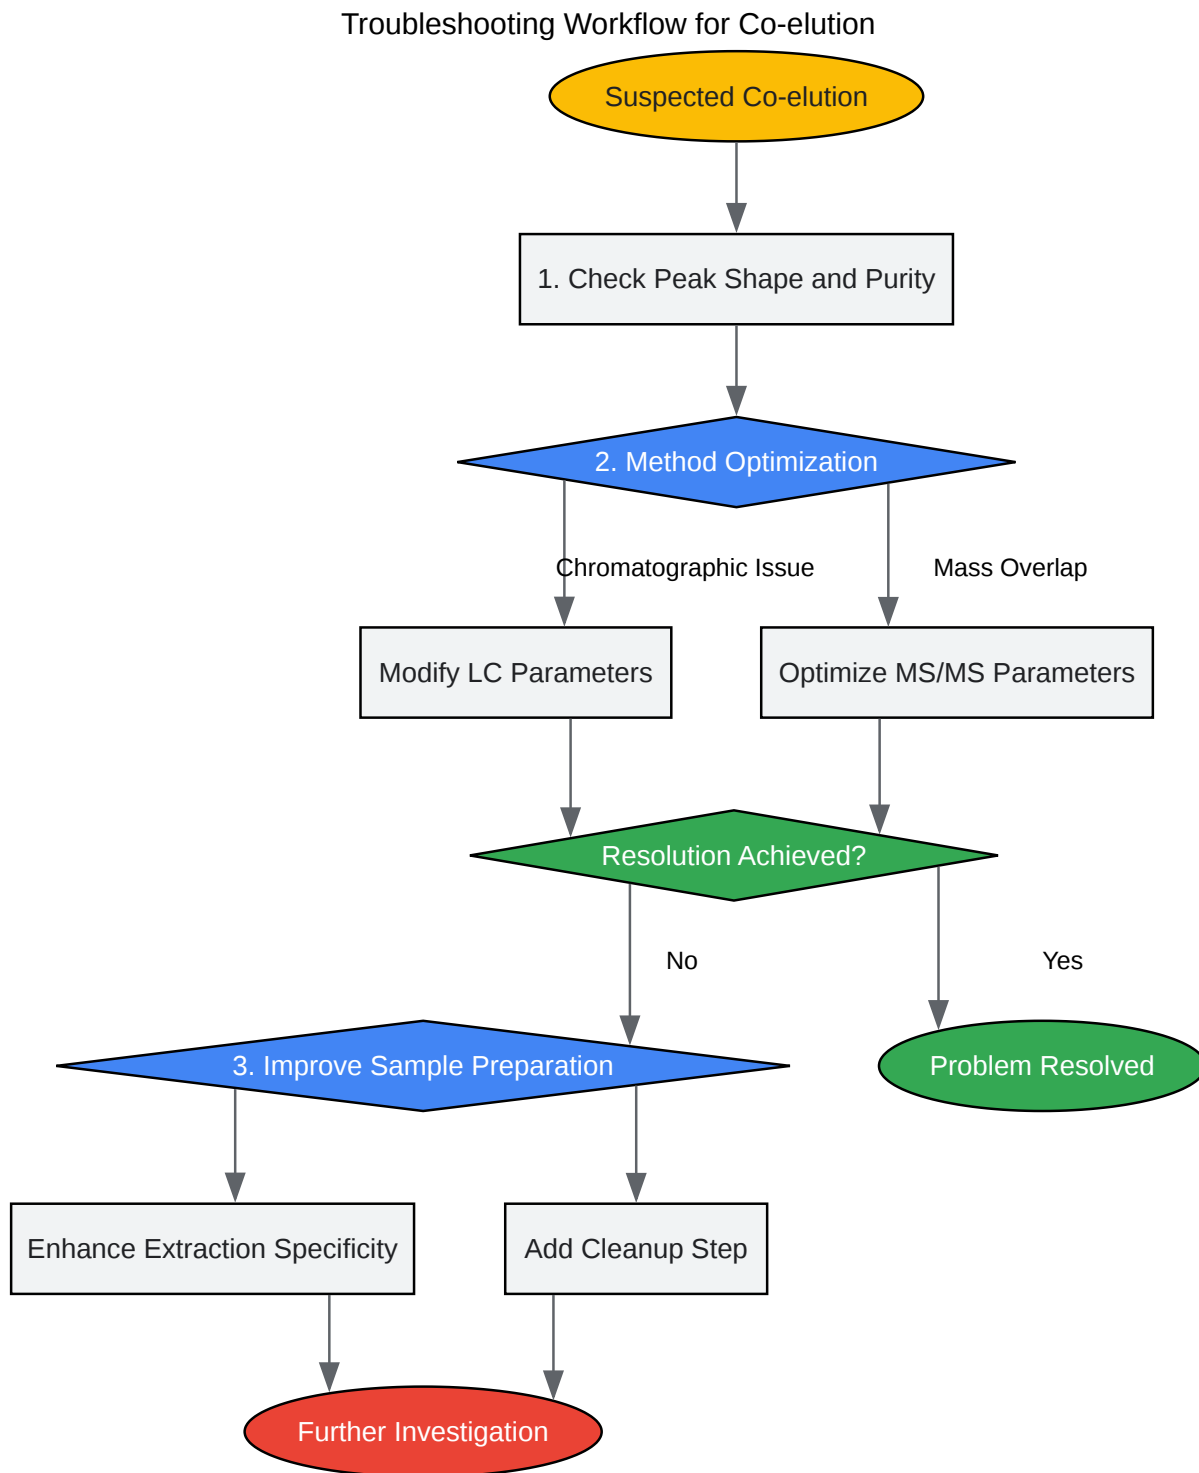 Troubleshooting Workflow for Co-elution
Suspected Co-elution
1. Check Peak Shape and Purity
2. Method Optimization
Chromatographic Issue
Mass Overlap
Modify LC Parameters
Optimize MS/MS Parameters
Resolution Achieved?
No
Yes
3. Improve Sample Preparation
Problem Resolved
Enhance Extraction Specificity
Add Cleanup Step
Further Investigation